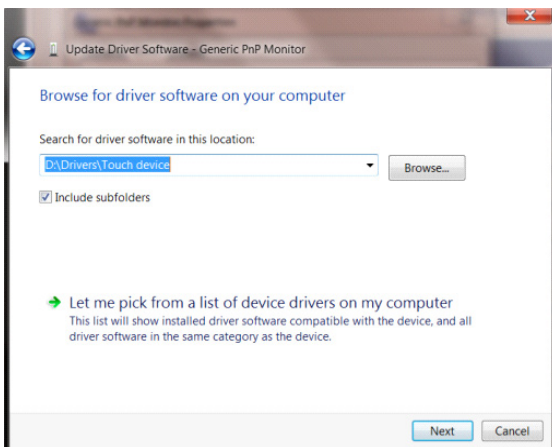 Update Driver Software - Generic PnP Monitor
Browse for driver software on your computer
Search for driver software in this location:
D:\Drivers\Touch device
Browse...
Include subfolders
Let me pick from a list of device drivers on my computer
This list will show installed driver software compatible with the device, and all
driver software in the same category as the device.
Next
Cancel